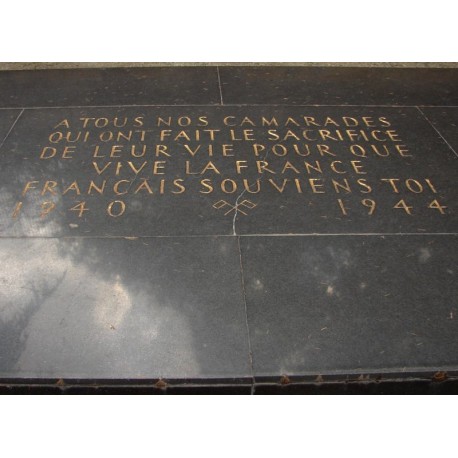 A TOUS NOS CAMARADES
QUI ONT FAIT LE SACRIFICE
DE LEUR VIE POUR QUE
VIVE LA FRANCE
FRANÇAIS SOUVIENS TOI
1940 1944